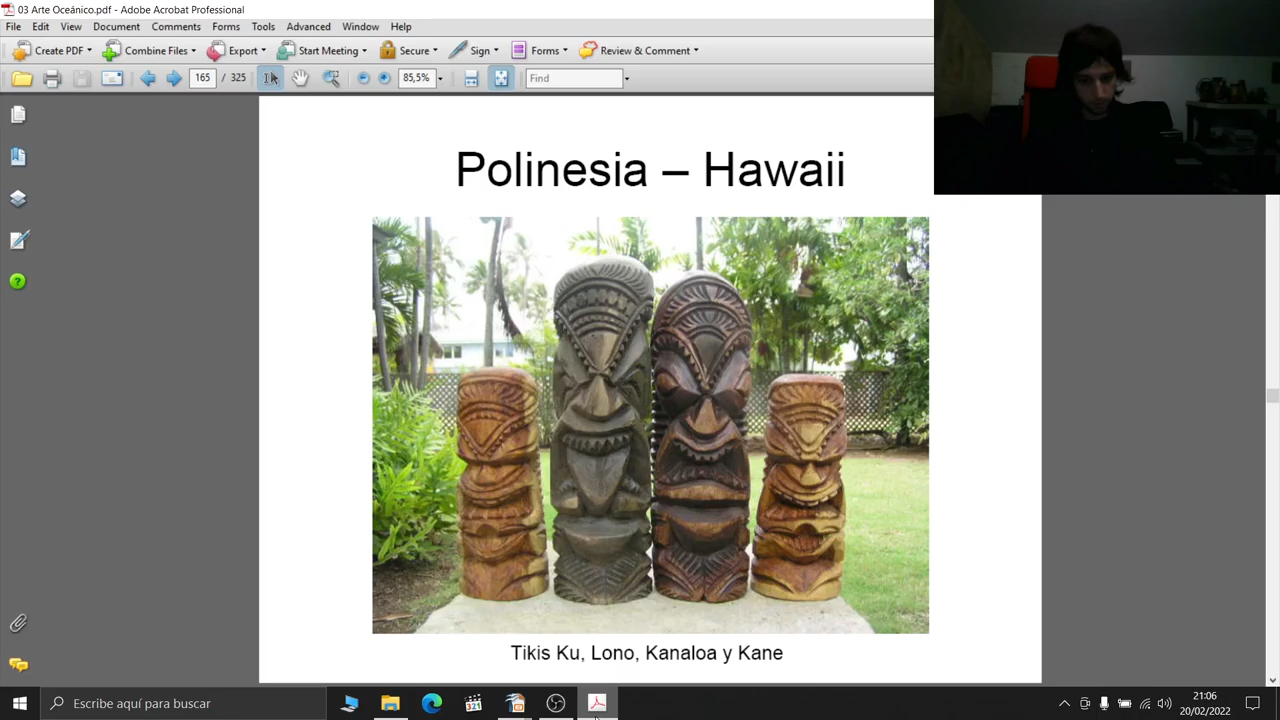 03 Arte Oceánico.pdf - Adobe Acrobat Professional
File Edit View Document Comments Forms Tools Advanced Window Help
Create PDF Combine Files Export Start Meeting Secure Sign Forms Review & Comment
165 / 325 85,5% Find
Polinesia – Hawaii
Tikis Ku, Lono, Kanaloa y Kane
Escribe aquí para buscar
321
21:06
20/02/2022